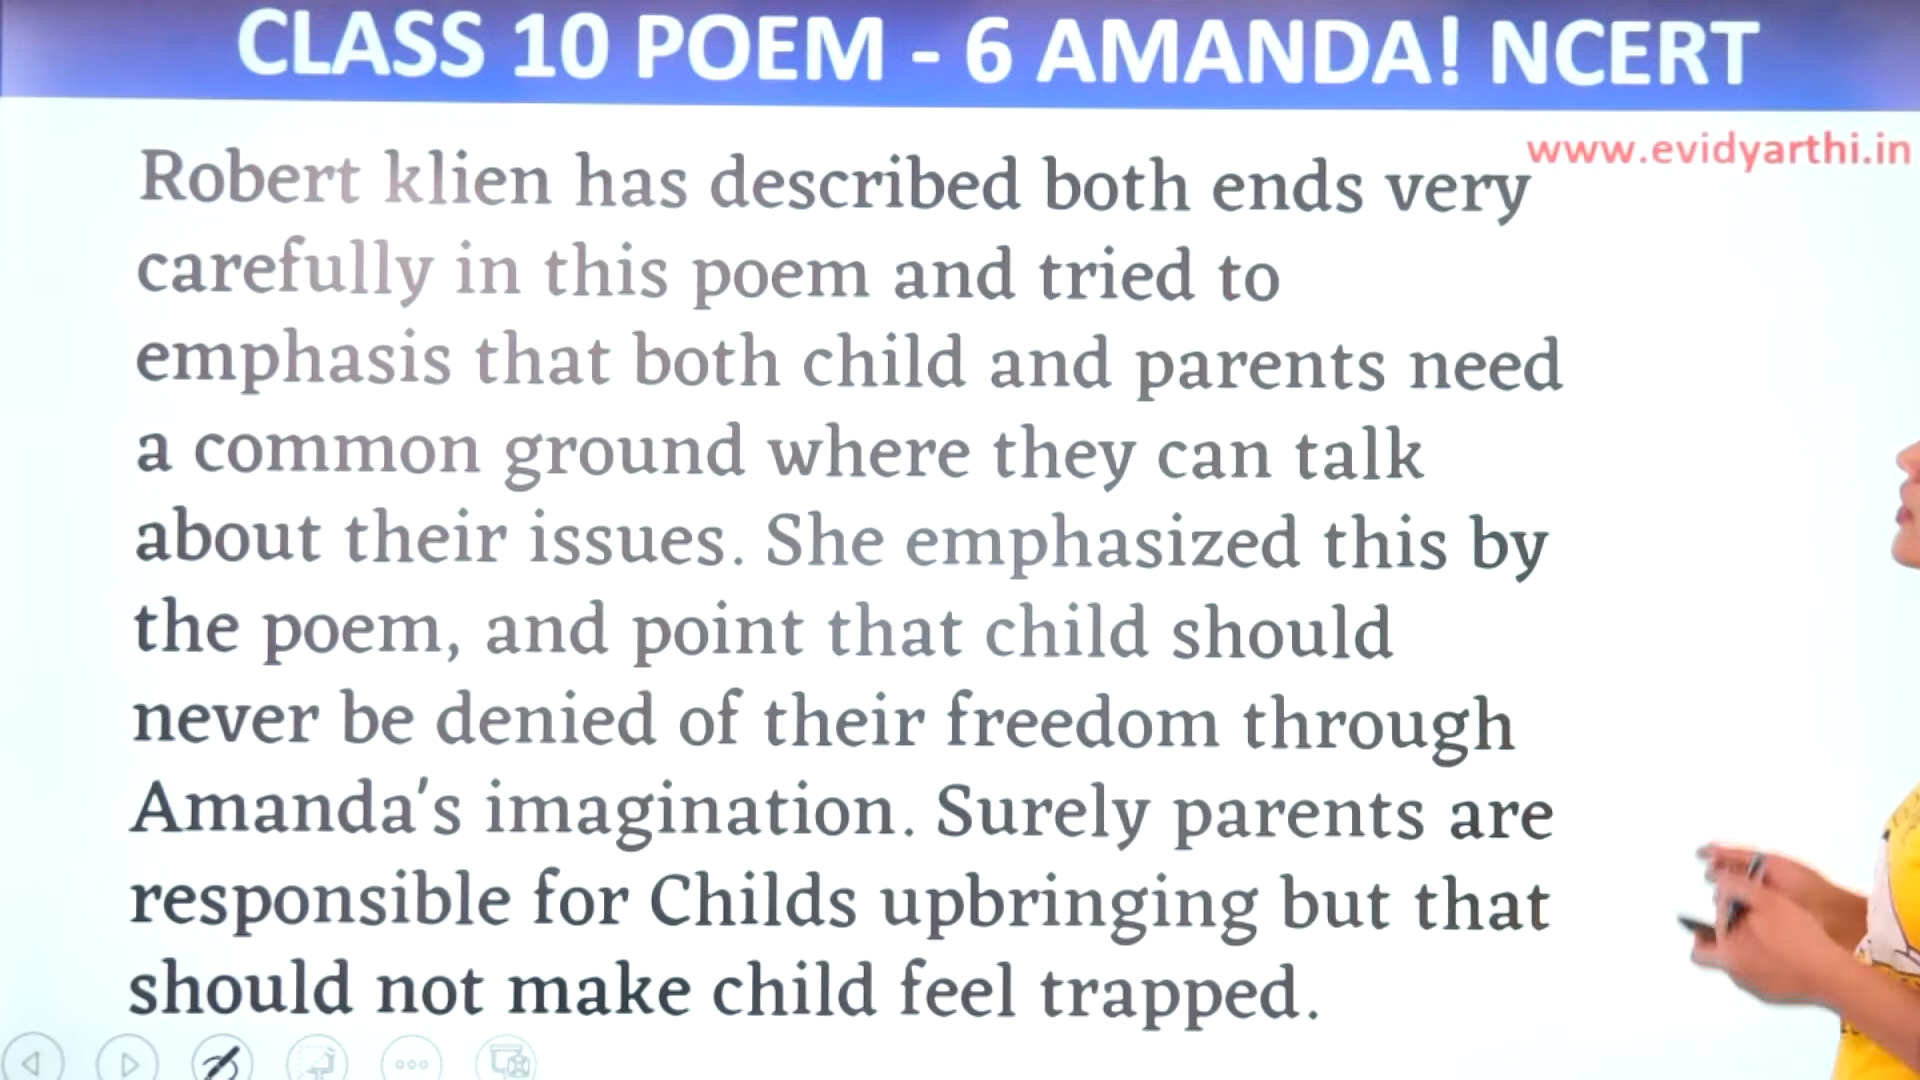 CLASS 10 POEM - 6 AMANDA! NCERT
www.evidyarthi.in
Robert klien has described both ends very
carefully in this poem and tried to
emphasis that both child and parents need
a common ground where they can talk
about their issues. She emphasized this by
the poem, and point that child should
never be denied of their freedom through
Amanda's imagination. Surely parents are
responsible for Childs upbringing but that
should not make child feel trapped.